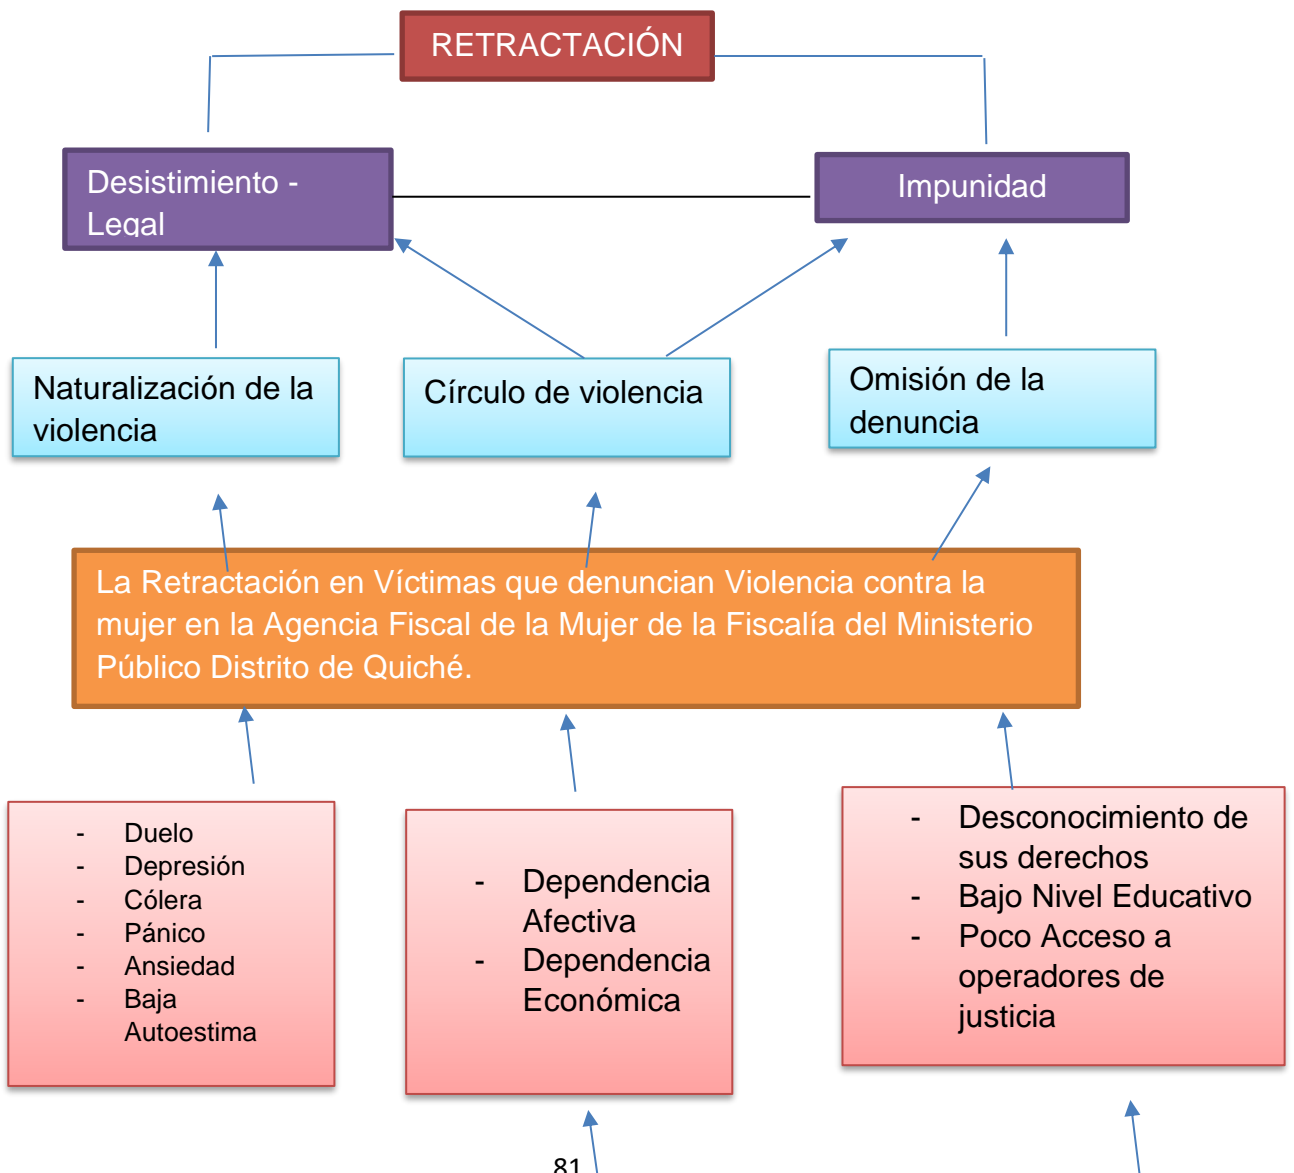 RETRACTACIÓN
Desistimiento -
Legal
Impunidad
Naturalización de la
violencia
Círculo de violencia
Omisión de la
denuncia
La Retractación en Víctimas que denuncian Violencia contra la
mujer en la Agencia Fiscal de la Mujer de la Fiscalía del Ministerio
Público Distrito de Quiché.
- Duelo
- Depresión
- Cólera
- Pánico
- Ansiedad
- Baja
Autoestima
- Dependencia
Afectiva
- Dependencia
Económica
- Desconocimiento de
sus derechos
- Bajo Nivel Educativo
- Poco Acceso a
operadores de
justicia
81